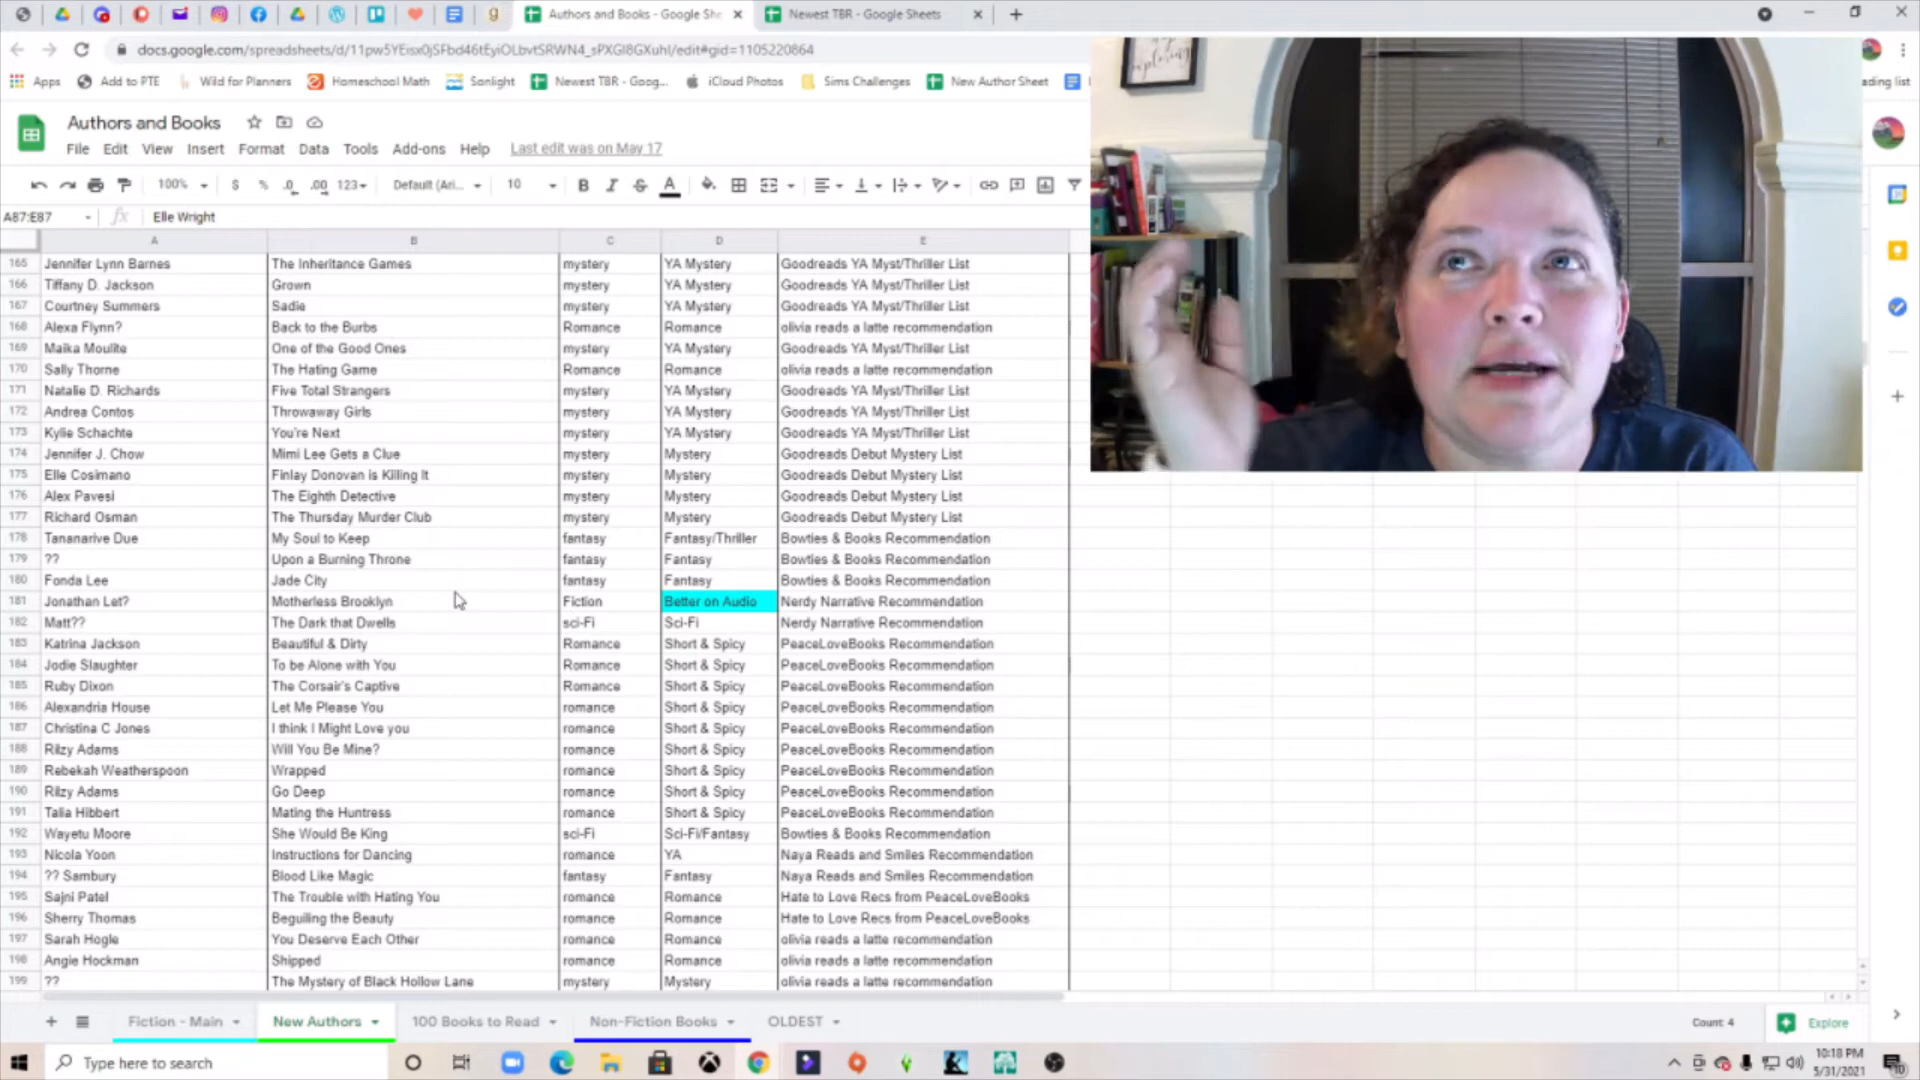 Authors and Books - Google She
Newest TBR - Google Sheets
docs.google.com/spreadsheets/d/11pw5YEisx0jSFbd46tEyiOLbvtSRWN4_sPXGI8GXuhI/edit#gid=1105220864
Apps Add to PTE Wild for Planners Homeschool Math Sonlight Newest TBR - Goog... iCloud Photos Sims Challenges New Author Sheet ading list
exploring
Authors and Books
File Edit View Insert Format Data Tools Add-ons Help Last edit was on May 17
100% $ % .0 .00 123 Default (Ari... 10 B I S A
A87:E87 fx Elle Wright
A B C D E
165 Jennifer Lynn Barnes The Inheritance Games mystery YA Mystery Goodreads YA Myst/Thriller List
166 Tiffany D. Jackson Grown mystery YA Mystery Goodreads YA Myst/Thriller List
167 Courtney Summers Sadie mystery YA Mystery Goodreads YA Myst/Thriller List
168 Alexa Flynn? Back to the Burbs Romance Romance olivia reads a latte recommendation
169 Maika Moulite One of the Good Ones mystery YA Mystery Goodreads YA Myst/Thriller List
170 Sally Thorne The Hating Game Romance Romance olivia reads a latte recommendation
171 Natalie D. Richards Five Total Strangers mystery YA Mystery Goodreads YA Myst/Thriller List
172 Andrea Contos Throwaway Girls mystery YA Mystery Goodreads YA Myst/Thriller List
173 Kylie Schachte You're Next mystery YA Mystery Goodreads YA Myst/Thriller List
174 Jennifer J. Chow Mimi Lee Gets a Clue mystery Mystery Goodreads Debut Mystery List
175 Elle Cosimano Finlay Donovan is Killing It mystery Mystery Goodreads Debut Mystery List
176 Alex Pavesi The Eighth Detective mystery Mystery Goodreads Debut Mystery List
177 Richard Osman The Thursday Murder Club mystery Mystery Goodreads Debut Mystery List
178 Tananarive Due My Soul to Keep fantasy Fantasy/Thriller Bowties & Books Recommendation
179 ?? Upon a Burning Throne fantasy Fantasy Bowties & Books Recommendation
180 Fonda Lee Jade City fantasy Fantasy Bowties & Books Recommendation
181 Jonathan Let? Motherless Brooklyn Fiction Better on Audio Nerdy Narrative Recommendation
182 Matt?? The Dark that Dwells sci-Fi Sci-Fi Nerdy Narrative Recommendation
183 Katrina Jackson Beautiful & Dirty Romance Short & Spicy PeaceLoveBooks Recommendation
184 Jodie Slaughter To be Alone with You Romance Short & Spicy PeaceLoveBooks Recommendation
185 Ruby Dixon The Corsair's Captive Romance Short & Spicy PeaceLoveBooks Recommendation
186 Alexandria House Let Me Please You romance Short & Spicy PeaceLoveBooks Recommendation
187 Christina C Jones I think I Might Love you romance Short & Spicy PeaceLoveBooks Recommendation
188 Rilzy Adams Will You Be Mine? romance Short & Spicy PeaceLoveBooks Recommendation
189 Rebekah Weatherspoon Wrapped romance Short & Spicy PeaceLoveBooks Recommendation
190 Rilzy Adams Go Deep romance Short & Spicy PeaceLoveBooks Recommendation
191 Talia Hibbert Mating the Huntress romance Short & Spicy PeaceLoveBooks Recommendation
192 Wayetu Moore She Would Be King sci-Fi Sci-Fi/Fantasy Bowties & Books Recommendation
193 Nicola Yoon Instructions for Dancing romance YA Naya Reads and Smiles Recommendation
194 ?? Sambury Blood Like Magic fantasy Fantasy Naya Reads and Smiles Recommendation
195 Sajni Patel The Trouble with Hating You romance Romance Hate to Love Recs from PeaceLoveBooks
196 Sherry Thomas Beguiling the Beauty romance Romance Hate to Love Recs from PeaceLoveBooks
197 Sarah Hogle You Deserve Each Other romance Romance olivia reads a latte recommendation
198 Angie Hockman Shipped romance Romance olivia reads a latte recommendation
199 ?? The Mystery of Black Hollow Lane mystery Mystery olivia reads a latte recommendation
Fiction - Main New Authors 100 Books to Read Non-Fiction Books OLDEST Count: 4 Explore
Type here to search
10:18 PM
5/31/2021